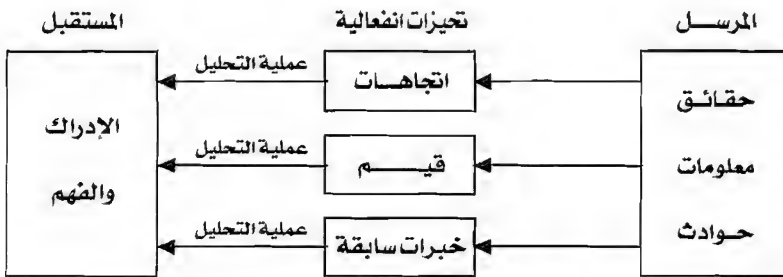 المرسل
تحيزات انفعالية
المستقبل
حقائق
معلومات
حوادث
اتجاهات
قيم
خبرات سابقة
عملية التحليل
عملية التحليل
عملية التحليل
الإدراك
والفهم